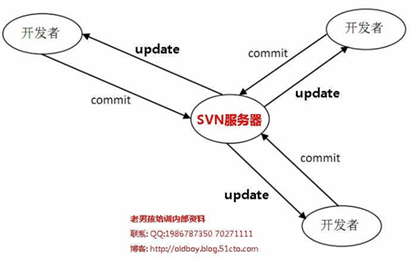 开发者
开发者
update
commit
commit
update
SVN服务器
commit
update
开发者
老男孩培训内部资料
联系: QQ:1986787350 70271111
博客: http://oldboy.blog.51cto.com